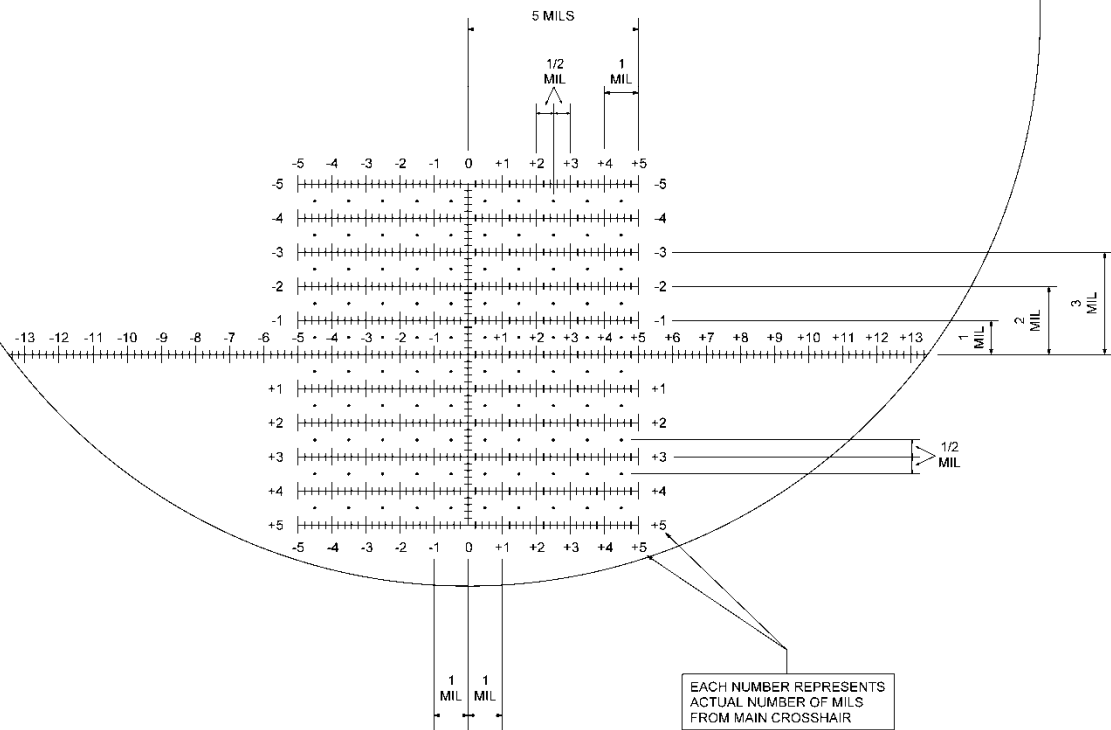 5 MILS
1/2
MIL
1
MIL
-5 -4 -3 -2 -1 0 +1 +2 +3 +4 +5
-5 -5
-4 -4
-3 -3
-2 -2
-1 -1
3
MIL
2
MIL
1
MIL
-13 -12 -11 -10 -9 -8 -7 -6 -5 -4 -3 -2 -1 0 +1 +2 +3 +4 +5 +6 +7 +8 +9 +10 +11 +12 +13
+1 +1
+2 +2
+3 +3
1/2
MIL
+4 +4
+5 +5
-5 -4 -3 -2 -1 0 +1 +2 +3 +4 +5
1
MIL
1
MIL
EACH NUMBER REPRESENTS
ACTUAL NUMBER OF MILS
FROM MAIN CROSSHAIR